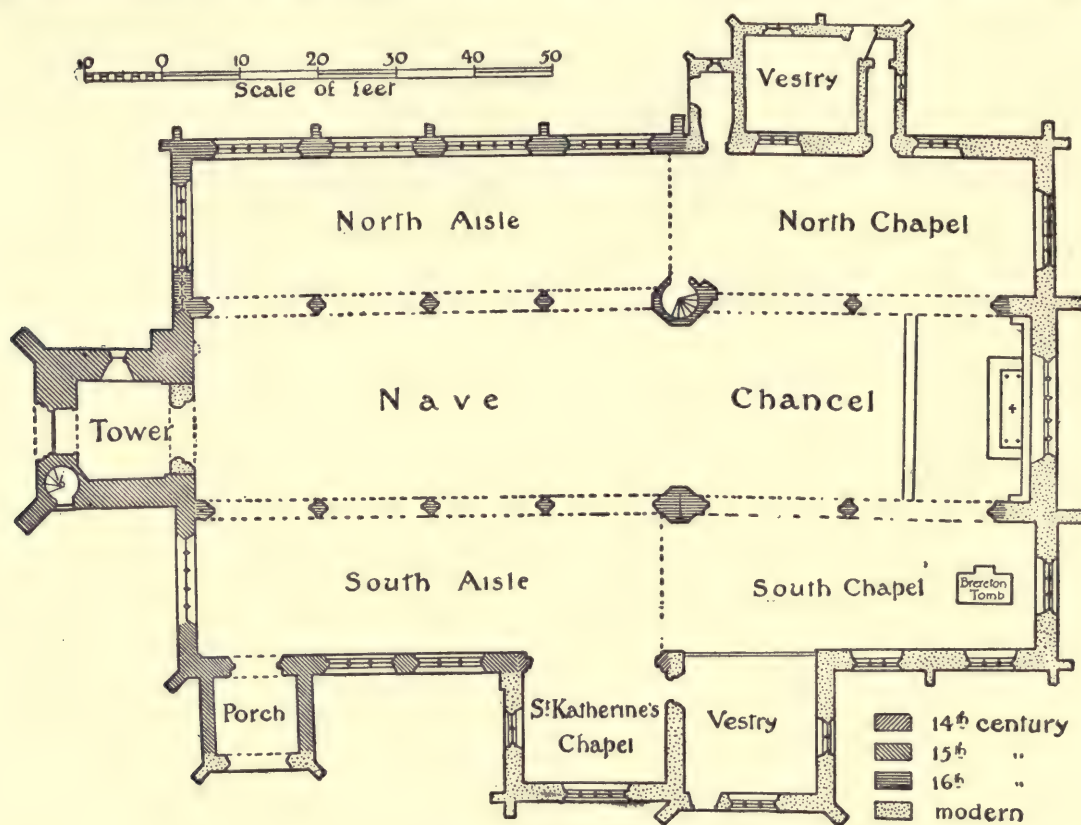 10 0 10 20 30 40 50
Scale of feet
Vestry
North Aisle
North Chapel
Nave
Chancel
Tower
South Aisle
South Chapel
Brereton
Tomb
Porch
St. Katherine's
Chapel
Vestry
14th century
15th "
16th "
modern